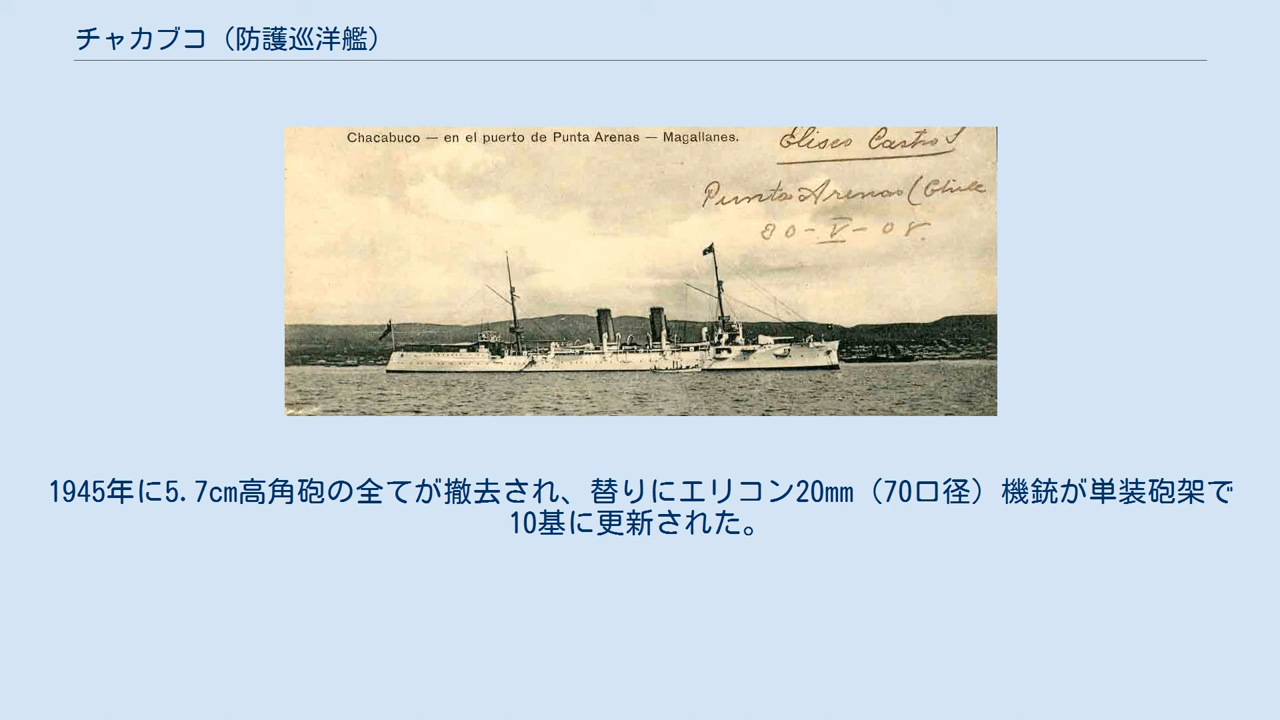 チャカブコ（防護巡洋艦）
Chacabuco — en el puerto de Punta Arenas — Magallanes.
Eliseo Castro S
Punta Arenas (Chile
30-V-08
1945年に5.7cm高角砲の全てが撤去され、替りにエリコン20mm（70口径）機銃が単装砲架で
10基に更新された。